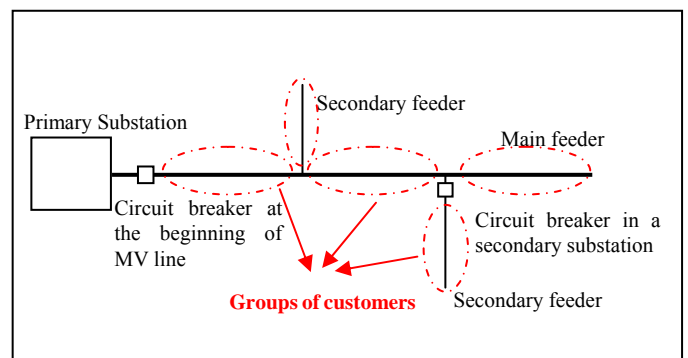 Secondary feeder
Primary Substation
Main feeder
Circuit breaker at
the beginning of
MV line
Circuit breaker in a
secondary substation
Groups of customers
Secondary feeder